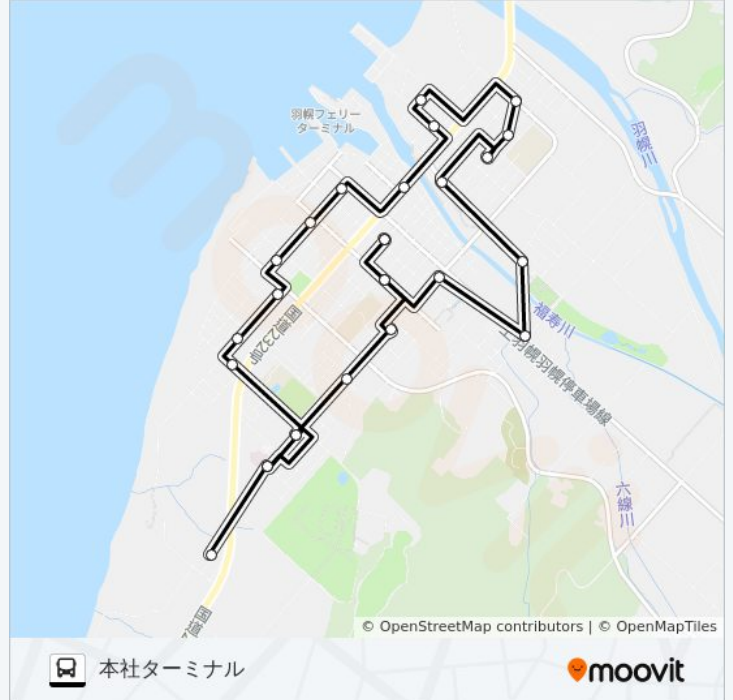 羽幌フェリー
ターミナル
羽幌川
国道232号
福寿川
上羽幌羽幌停車場線
六線川
© OpenStreetMap contributors | © OpenMapTiles
本社ターミナル
moovit